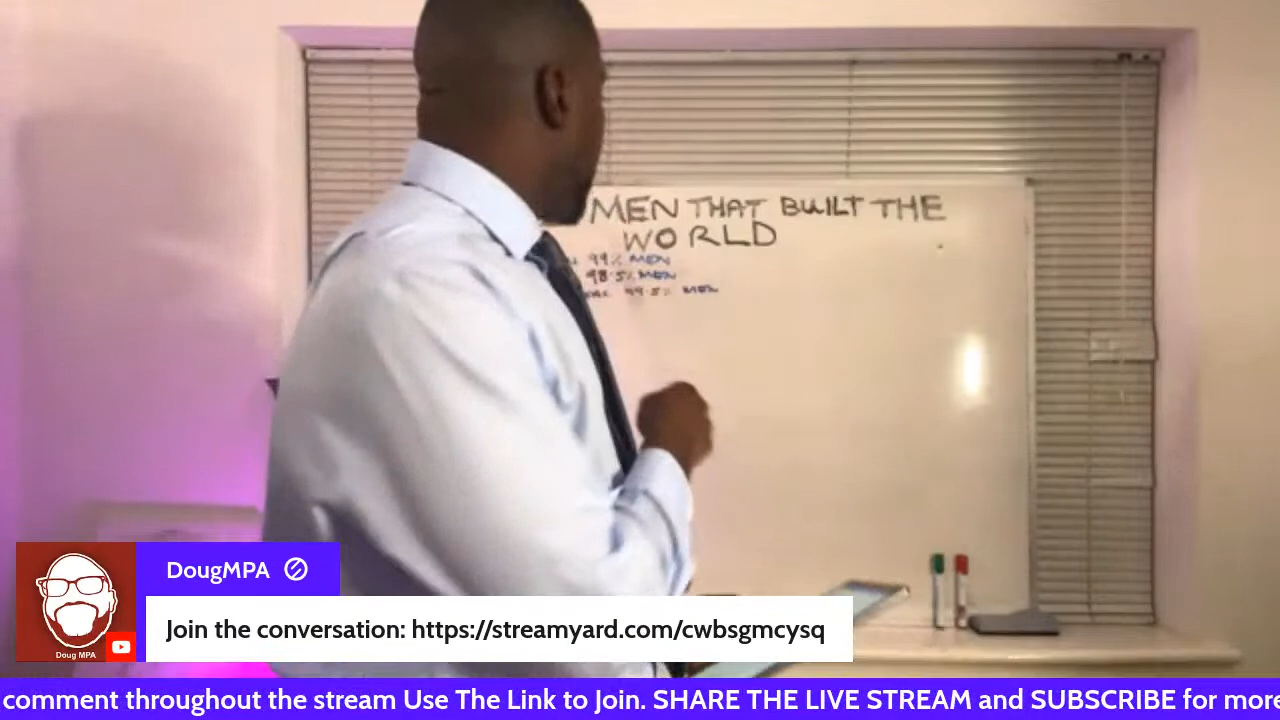 MEN THAT BUILT THE
WORLD
99% MEN
98.5% MEN
99.5% MEN
DougMPA
Doug MPA
Join the conversation: https://streamyard.com/cwbsgmcysq
comment throughout the stream Use The Link to Join. SHARE THE LIVE STREAM and SUBSCRIBE for more